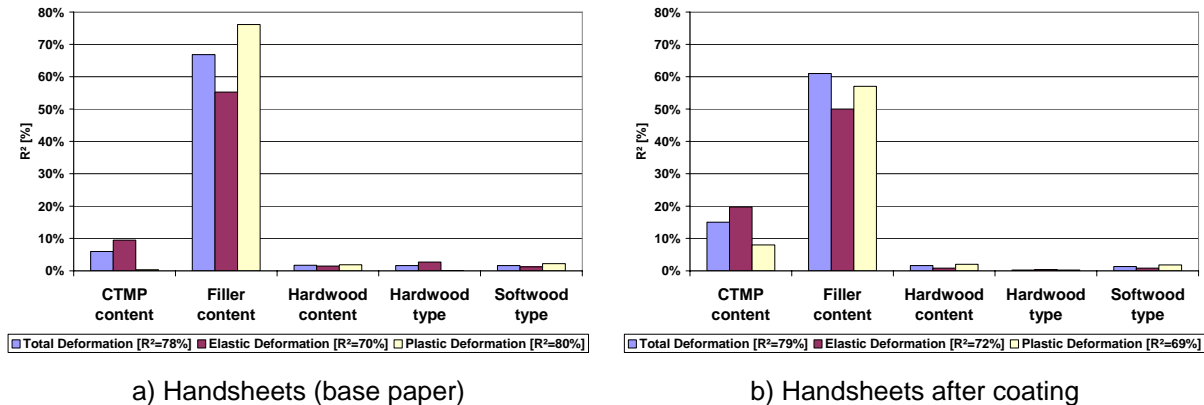 80%
70%
60%
50%
40%
30%
20%
10%
0%
R² [%]
CTMP content
Filler content
Hardwood content
Hardwood type
Softwood type
Total Deformation [R²=78%] Elastic Deformation [R²=70%] Plastic Deformation [R²=80%]
a) Handsheets (base paper)
80%
70%
60%
50%
40%
30%
20%
10%
0%
R² [%]
CTMP content
Filler content
Hardwood content
Hardwood type
Softwood type
Total Deformation [R²=79%] Elastic Deformation [R²=72%] Plastic Deformation [R²=69%]
b) Handsheets after coating